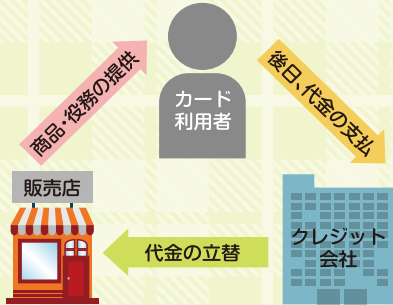 カード
利用者
商品・役務の提供
後日、代金の支払
販売店
代金の立替
クレジット
会社